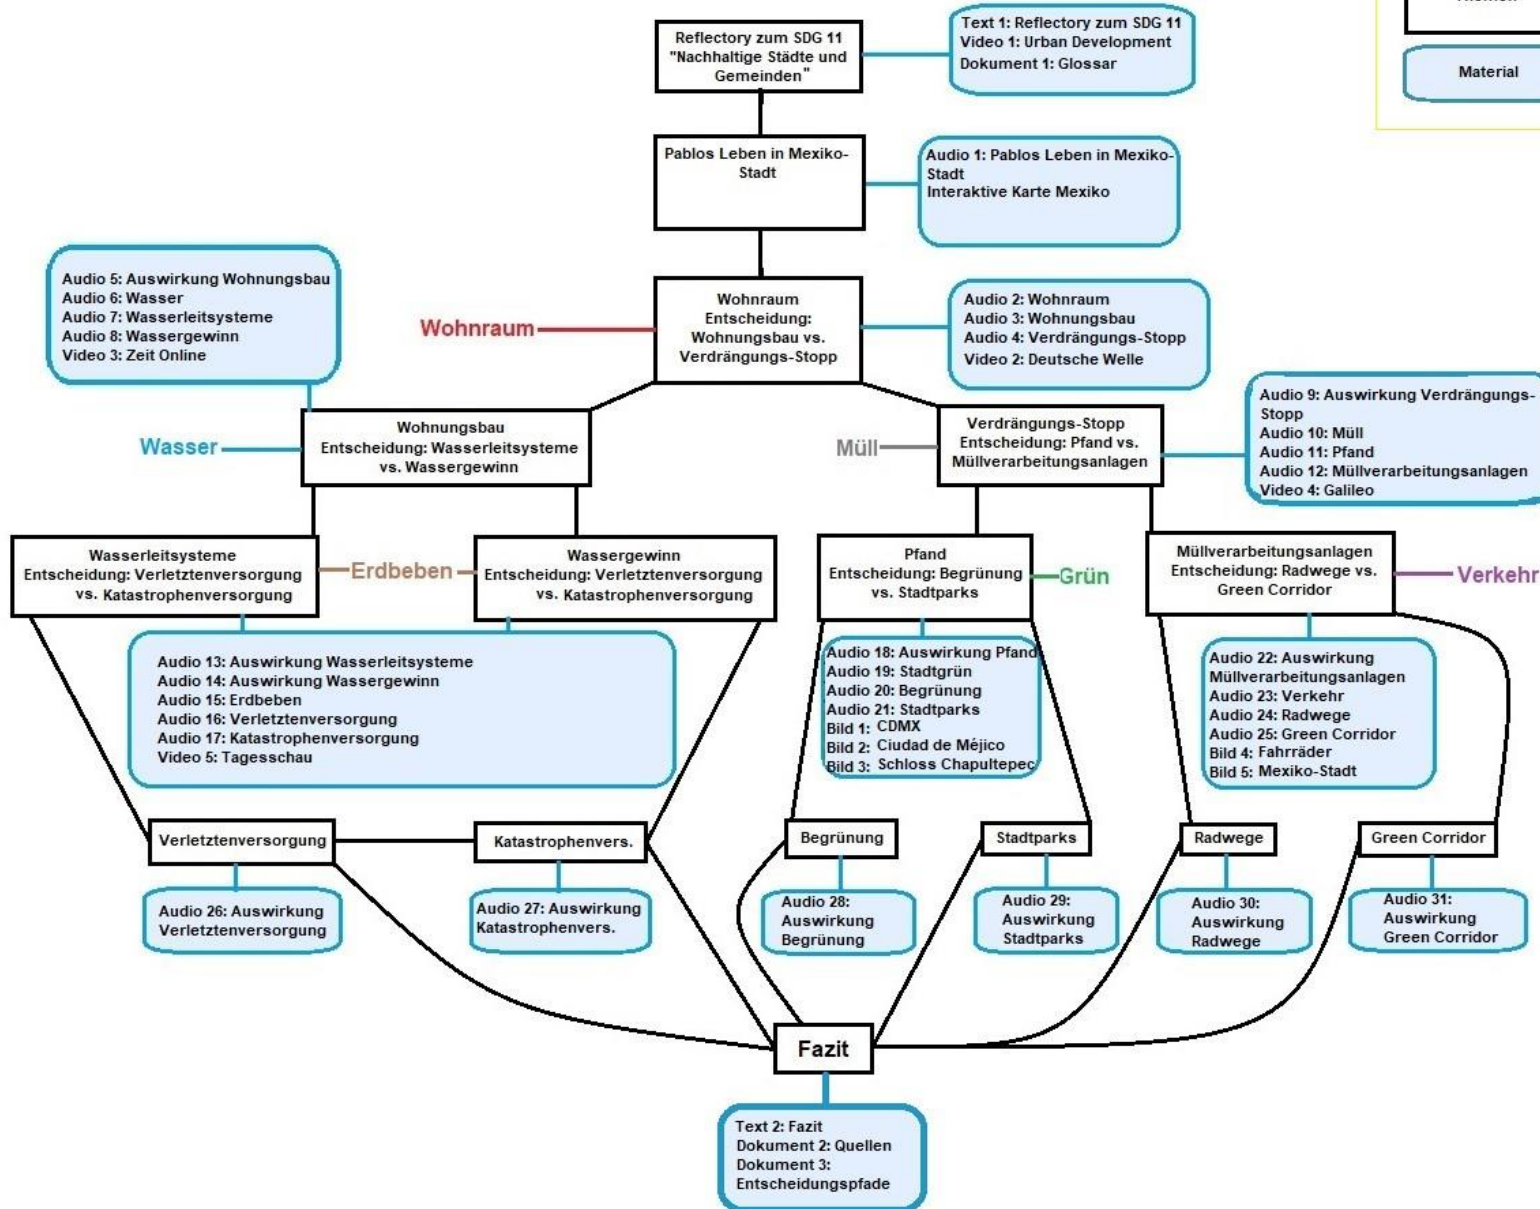 Reflectory zum SDG 11
"Nachhaltige Städte und
Gemeinden"
Text 1: Reflectory zum SDG 11
Video 1: Urban Development
Dokument 1: Glossar
Material
Pablos Leben in Mexiko-
Stadt
Audio 1: Pablos Leben in Mexiko-
Stadt
Interaktive Karte Mexiko
Audio 5: Auswirkung Wohnungsbau
Audio 6: Wasser
Audio 7: Wasserleitsysteme
Audio 8: Wassergewinn
Video 3: Zeit Online
Wohnraum
Wohnraum
Entscheidung:
Wohnungsbau vs.
Verdrängungs-Stopp
Audio 2: Wohnraum
Audio 3: Wohnungsbau
Audio 4: Verdrängungs-Stopp
Video 2: Deutsche Welle
Wasser
Wohnungsbau
Entscheidung: Wasserleitsysteme
vs. Wassergewinn
Müll
Verdrängungs-Stopp
Entscheidung: Pfand vs.
Müllverarbeitungsanlagen
Audio 9: Auswirkung Verdrängungs-
Stopp
Audio 10: Müll
Audio 11: Pfand
Audio 12: Müllverarbeitungsanlagen
Video 4: Galileo
Wasserleitsysteme
Entscheidung: Verletztenversorgung
vs. Katastrophenversorgung
Erdbeben
Wassergewinn
Entscheidung: Verletztenversorgung
vs. Katastrophenversorgung
Pfand
Entscheidung: Begrünung
vs. Stadtparks
Grün
Müllverarbeitungsanlagen
Entscheidung: Radwege vs.
Green Corridor
Verkehr
Audio 13: Auswirkung Wasserleitsysteme
Audio 14: Auswirkung Wassergewinn
Audio 15: Erdbeben
Audio 16: Verletztenversorgung
Audio 17: Katastrophenversorgung
Video 5: Tagesschau
Audio 18: Auswirkung Pfand
Audio 19: Stadtgrün
Audio 20: Begrünung
Audio 21: Stadtparks
Bild 1: CDMX
Bild 2: Ciudad de Méjico
Bild 3: Schloss Chapultepec
Audio 22: Auswirkung
Müllverarbeitungsanlagen
Audio 23: Verkehr
Audio 24: Radwege
Audio 25: Green Corridor
Bild 4: Fahrräder
Bild 5: Mexiko-Stadt
Verletztenversorgung
Katastrophenvers.
Begrünung
Stadtparks
Radwege
Green Corridor
Audio 26: Auswirkung
Verletztenversorgung
Audio 27: Auswirkung
Katastrophenvers.
Audio 28:
Auswirkung
Begrünung
Audio 29:
Auswirkung
Stadtparks
Audio 30:
Auswirkung
Radwege
Audio 31:
Auswirkung
Green Corridor
Fazit
Text 2: Fazit
Dokument 2: Quellen
Dokument 3:
Entscheidungspfade